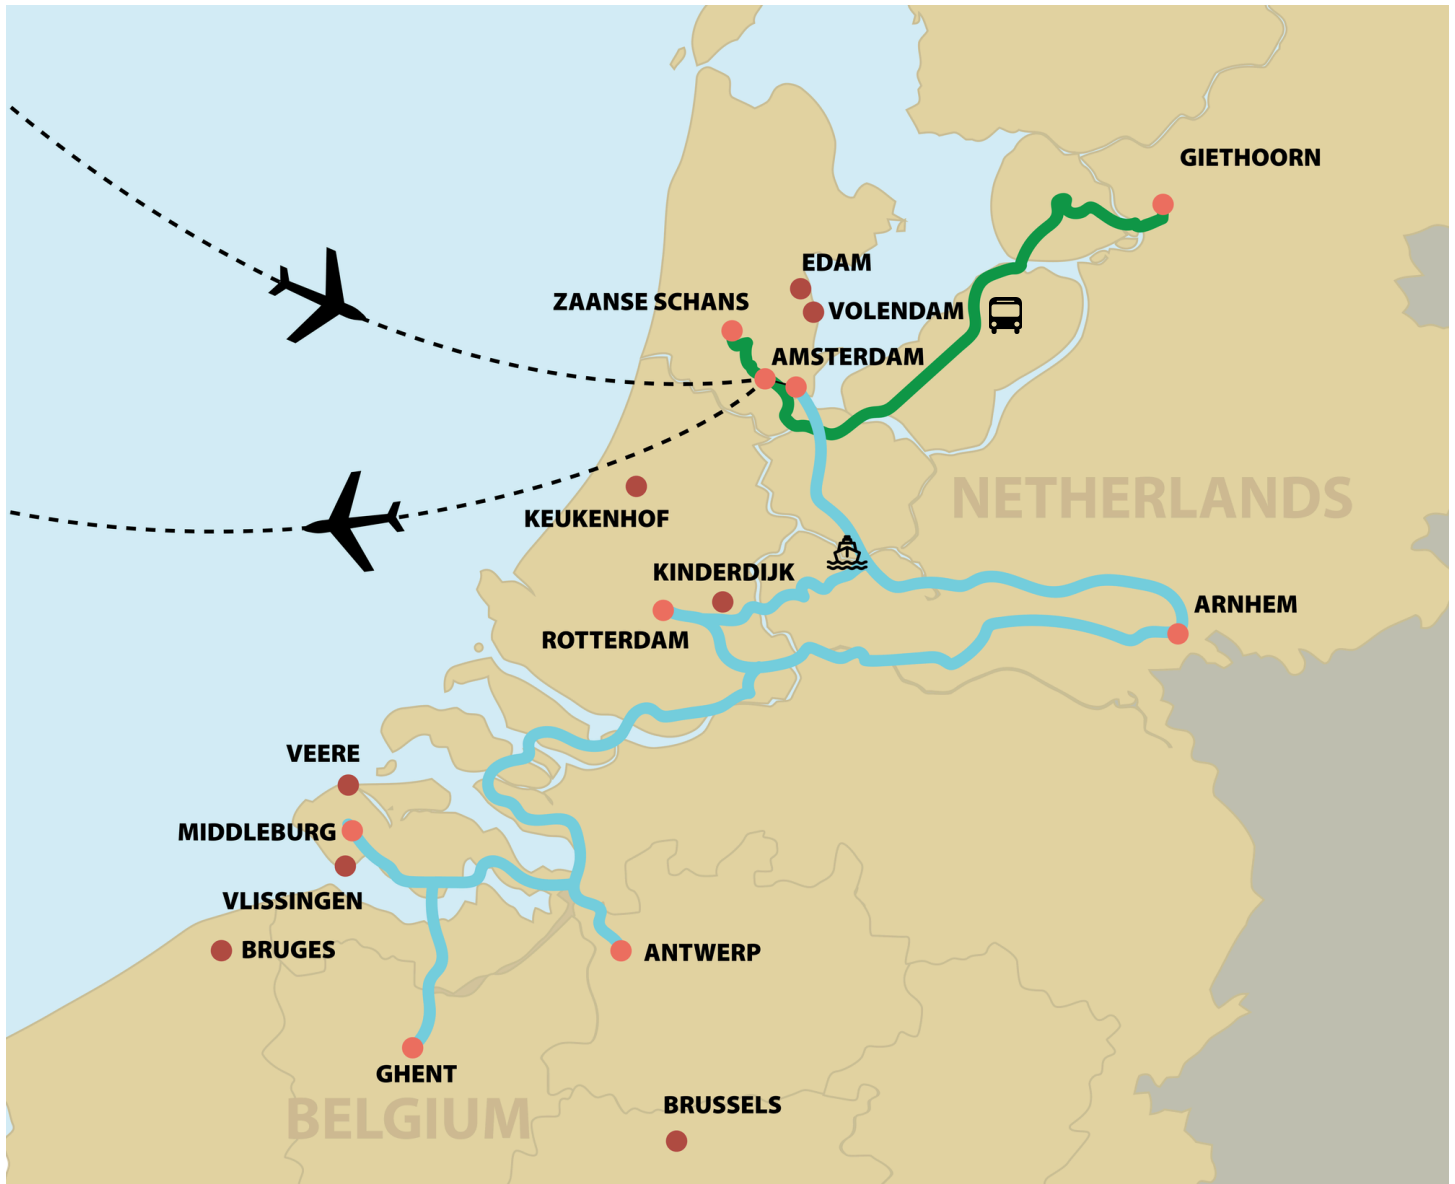 GIETHOORN
EDAM
ZAANSE SCHANS
VOLENDAM
AMSTERDAM
NETHERLANDS
KEUKENHOF
KINDERDIJK
ARNHEM
ROTTERDAM
VEERE
MIDDLEBURG
VLISSINGEN
BRUGES
ANTWERP
GHENT
BELGIUM
BRUSSELS